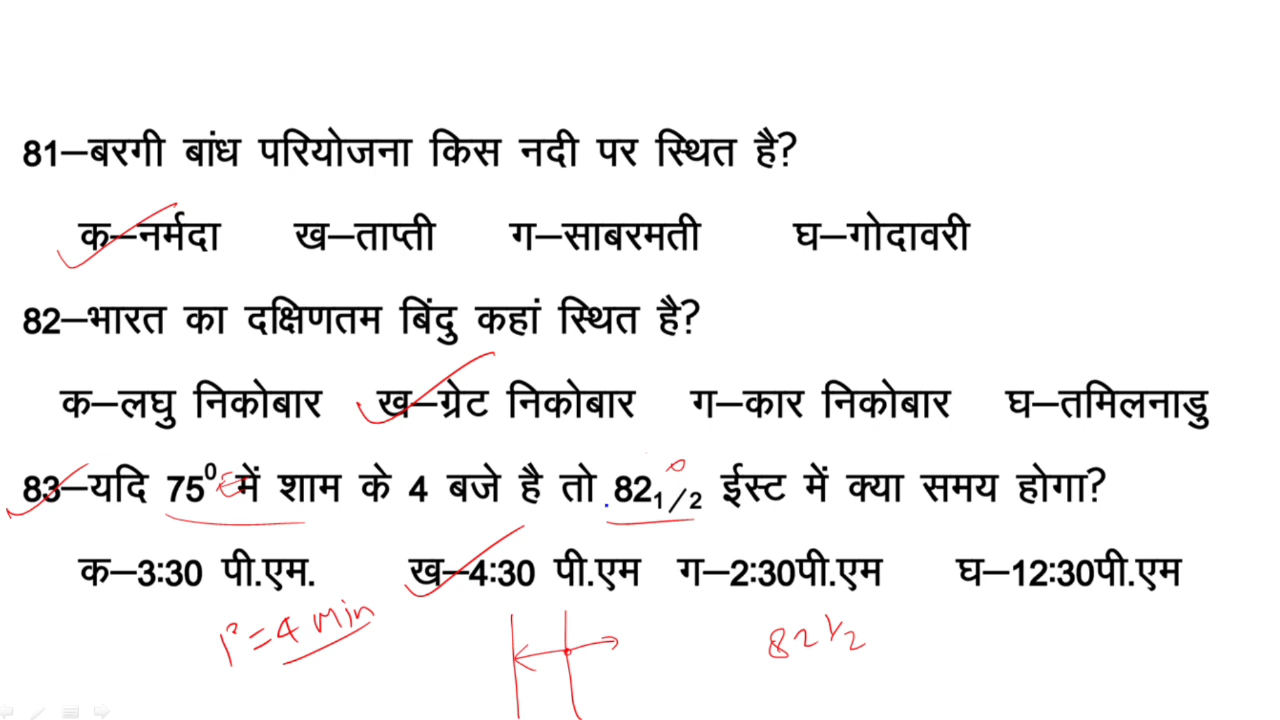 81–बरगी बांध परियोजना किस नदी पर स्थित है?
क–नर्मदा ख–ताप्ती ग–साबरमती घ–गोदावरी
82–भारत का दक्षिणतम बिंदु कहां स्थित है?
क–लघु निकोबार ख–ग्रेट निकोबार ग–कार निकोबार घ–तमिलनाडु
83–यदि 75⁰ E में शाम के 4 बजे है तो 82 1/2 ⁰ ईस्ट में क्या समय होगा?
क–3:30 पी.एम. ख–4:30 पी.एम ग–2:30पी.एम घ–12:30पी.एम
1° = 4 Min 82 1/2